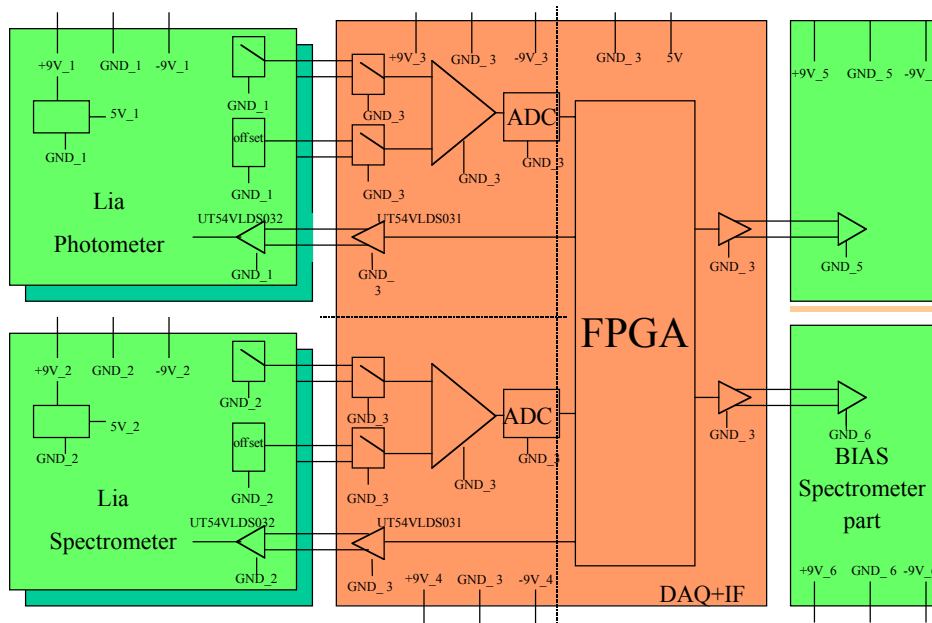 +9V_1
GND_1
-9V_1
5V_1
GND_1
GND_1
offset
GND_1
Lia
Photometer
UT54VLDS032
GND_1
+9V_3
GND_3
-9V_3
GND_3
5V
GND_3
ADC
GND_3
GND_3
GND_3
UT54VLDS031
GND_
3
FPGA
GND_3
+9V_5
GND_5
-9V_
GND_5
+9V_2
GND_2
-9V_2
5V_2
GND_2
GND_2
offset
GND_2
Lia
Spectrometer
UT54VLDS032
GND_2
GND_3
ADC
GND_3
GND_3
GND_3
UT54VLDS031
GND_3
+9V_4
GND_3
-9V_4
DAQ+IF
GND_3
GND_6
BIAS
Spectrometer
part
+9V_6
GND_6
-9V_6